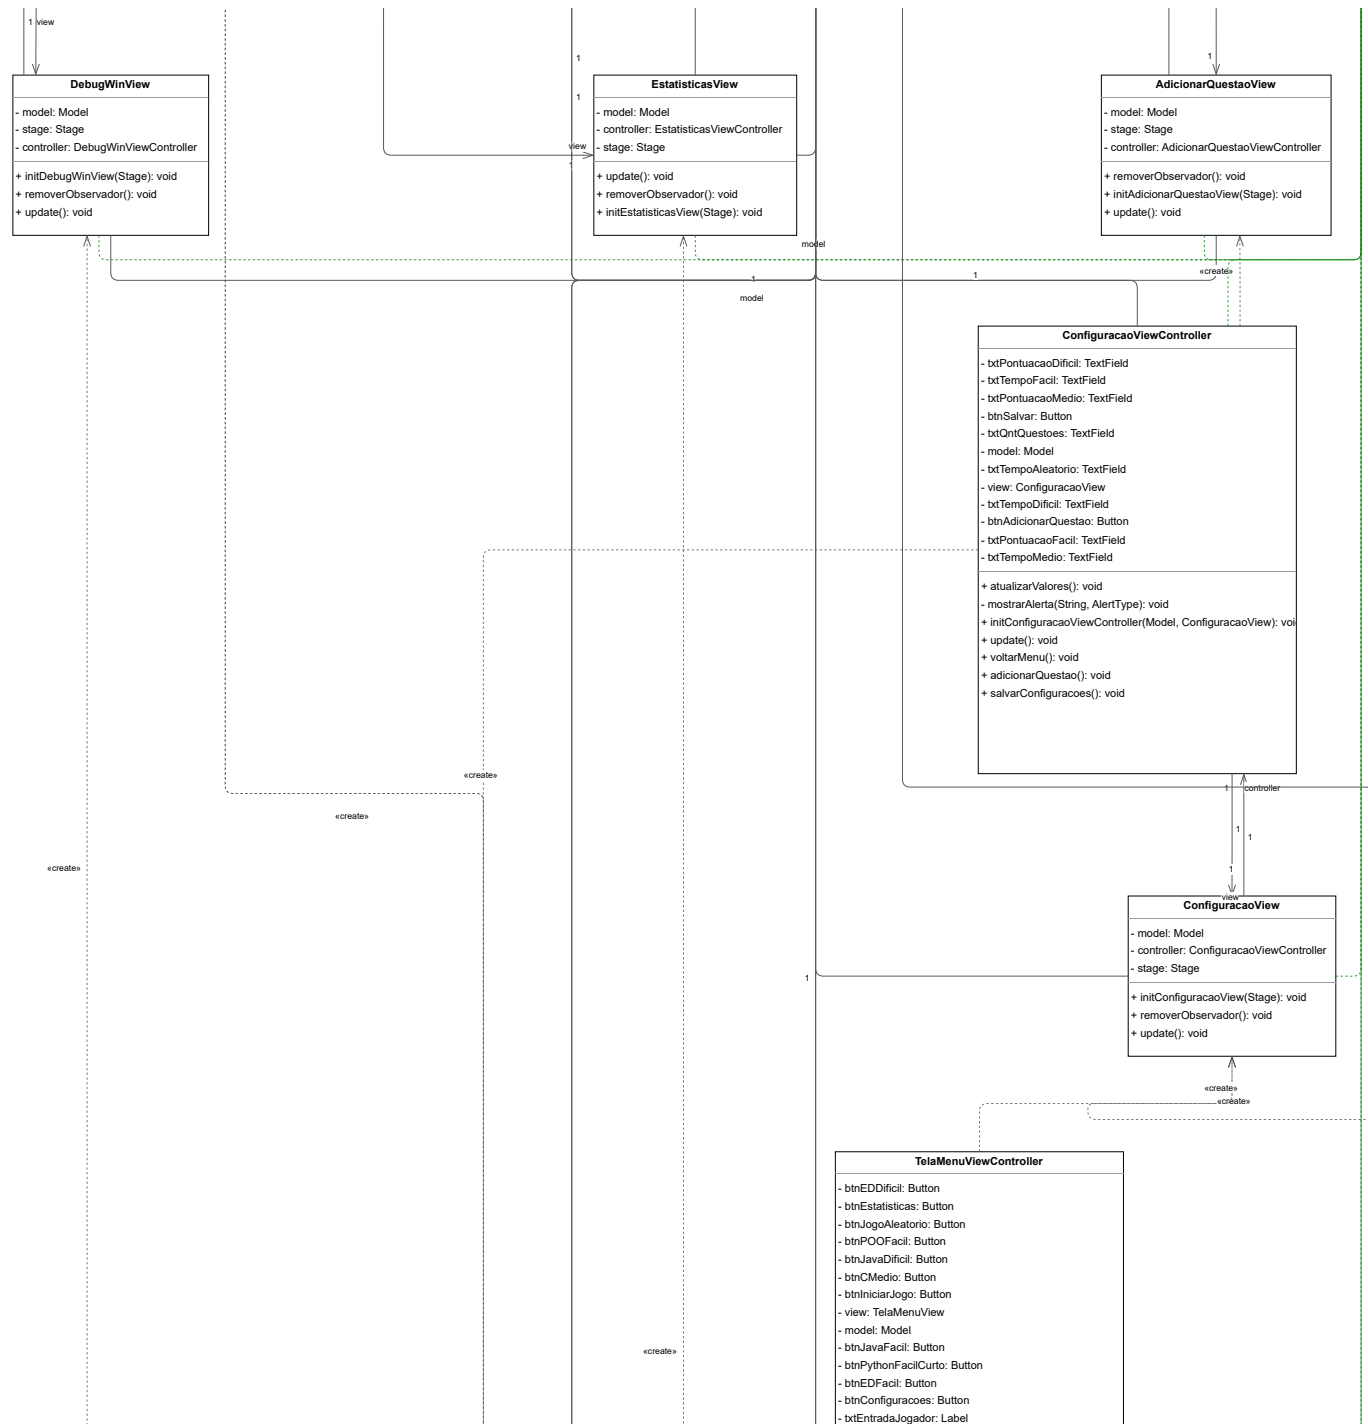 1 view
DebugWinView
- model: Model
- stage: Stage
- controller: DebugWinViewController
+ initDebugWinView(Stage): void
+ removerObservador(): void
+ update(): void
1
1
view
EstatisticasView
- model: Model
- controller: EstatisticasViewController
- stage: Stage
+ update(): void
+ removerObservador(): void
+ initEstatisticasView(Stage): void
1
AdicionarQuestaoView
- model: Model
- stage: Stage
- controller: AdicionarQuestaoViewController
+ removerObservador(): void
+ initAdicionarQuestaoView(Stage): void
+ update(): void
model
«create»
1
1
model
ConfiguracaoViewController
- txtPontuacaoDificil: TextField
- txtTempoFacil: TextField
- txtPontuacaoMedio: TextField
- btnSalvar: Button
- txtQntQuestoes: TextField
- model: Model
- txtTempoAleatorio: TextField
- view: ConfiguracaoView
- txtTempoDificil: TextField
- btnAdicionarQuestao: Button
- txtPontuacaoFacil: TextField
- txtTempoMedio: TextField
+ atualizarValores(): void
- mostrarAlerta(String, AlertType): void
+ initConfiguracaoViewController(Model, ConfiguracaoView): voi
+ update(): void
+ voltarMenu(): void
+ adicionarQuestao(): void
+ salvarConfiguracoes(): void
«create»
1 controller
«create»
1
1
«create»
1
view
ConfiguracaoView
- model: Model
- controller: ConfiguracaoViewController
- stage: Stage
+ initConfiguracaoView(Stage): void
+ removerObservador(): void
+ update(): void
1
«create»
«create»
TelaMenuViewController
- btnEDDificil: Button
- btnEstatisticas: Button
- btnJogoAleatorio: Button
- btnPOOFacil: Button
- btnJavaDificil: Button
- btnCMedio: Button
- btnIniciarJogo: Button
- view: TelaMenuView
- model: Model
- btnJavaFacil: Button
- btnPythonFacilCurto: Button
- btnEDFacil: Button
- btnConfiguracoes: Button
- txtEntradaJogador: Label
«create»